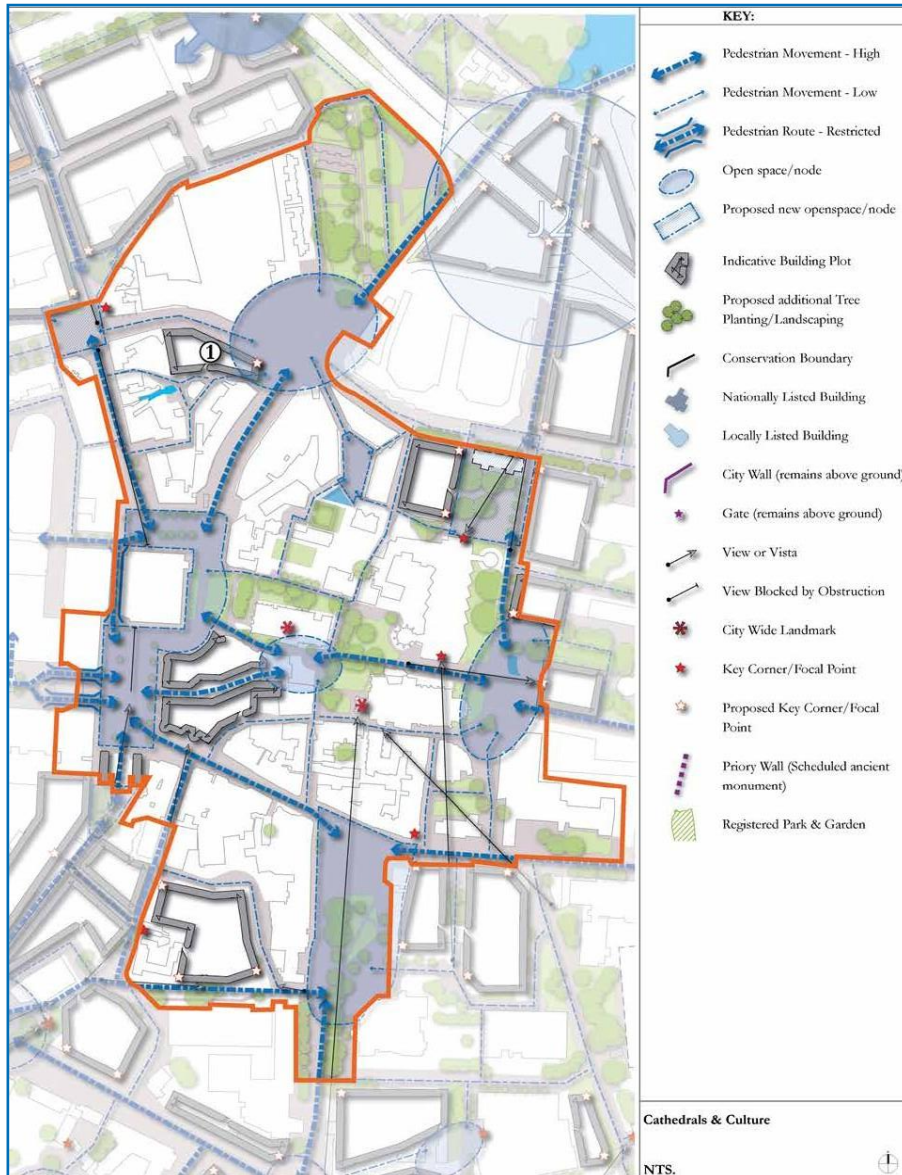 KEY:
Pedestrian Movement - High
Pedestrian Movement - Low
Pedestrian Route - Restricted
Open space/node
Proposed new openspace/node
Indicative Building Plot
Proposed additional Tree
Planting/Landscaping
Conservation Boundary
Nationally Listed Building
Locally Listed Building
City Wall (remains above ground)
Gate (remains above ground)
View or Vista
View Blocked by Obstruction
City Wide Landmark
Key Corner/Focal Point
Proposed Key Corner/Focal
Point
Priory Wall (Scheduled ancient
monument)
Registered Park & Garden
J2
1
Cathedrals & Culture
NTS.